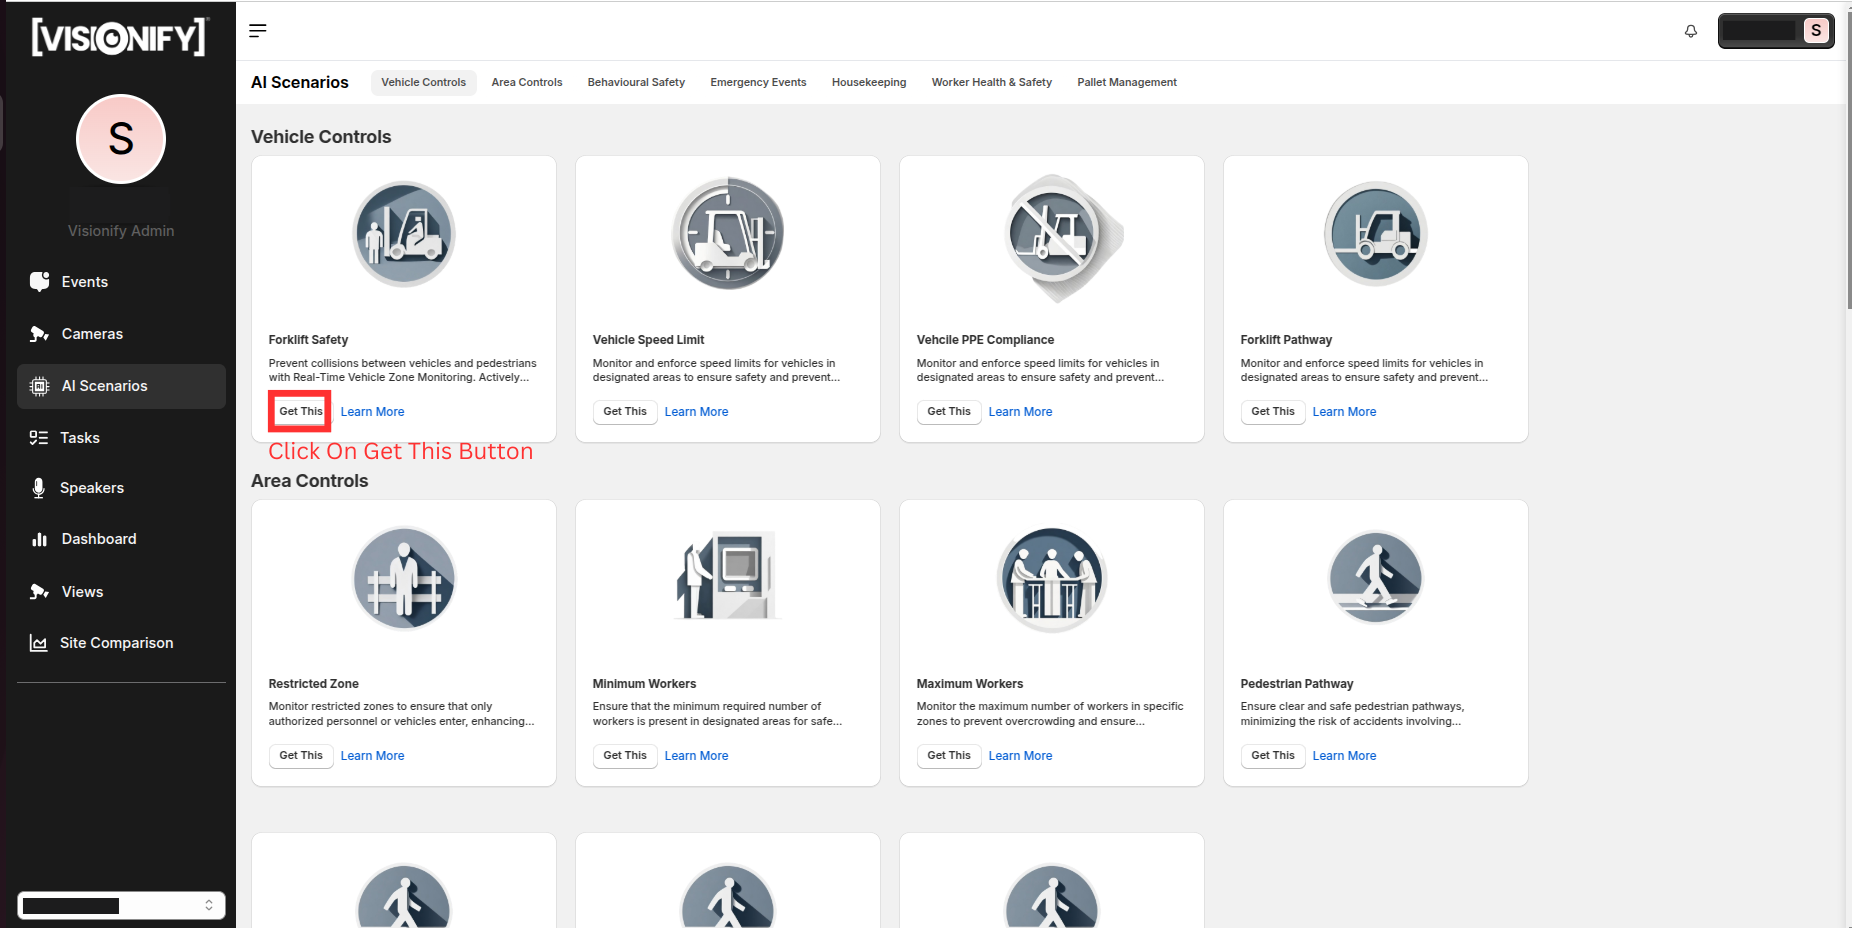 [VISIONIFY]
S
AI Scenarios
Vehicle Controls
Area Controls
Behavioural Safety
Emergency Events
Housekeeping
Worker Health & Safety
Pallet Management
S
Visionify Admin
Events
Cameras
AI Scenarios
Tasks
Speakers
Dashboard
Views
Site Comparison
Vehicle Controls
Forklift Safety
Prevent collisions between vehicles and pedestrians
with Real-Time Vehicle Zone Monitoring. Actively...
Get This
Learn More
Vehicle Speed Limit
Monitor and enforce speed limits for vehicles in
designated areas to ensure safety and prevent...
Get This
Learn More
Vehcile PPE Compliance
Monitor and enforce speed limits for vehicles in
designated areas to ensure safety and prevent...
Get This
Learn More
Forklift Pathway
Monitor and enforce speed limits for vehicles in
designated areas to ensure safety and prevent...
Get This
Learn More
Click On Get This Button
Area Controls
Restricted Zone
Monitor restricted zones to ensure that only
authorized personnel or vehicles enter, enhancing...
Get This
Learn More
Minimum Workers
Ensure that the minimum required number of
workers is present in designated areas for safe...
Get This
Learn More
Maximum Workers
Monitor the maximum number of workers in specific
zones to prevent overcrowding and ensure...
Get This
Learn More
Pedestrian Pathway
Ensure clear and safe pedestrian pathways,
minimizing the risk of accidents involving...
Get This
Learn More